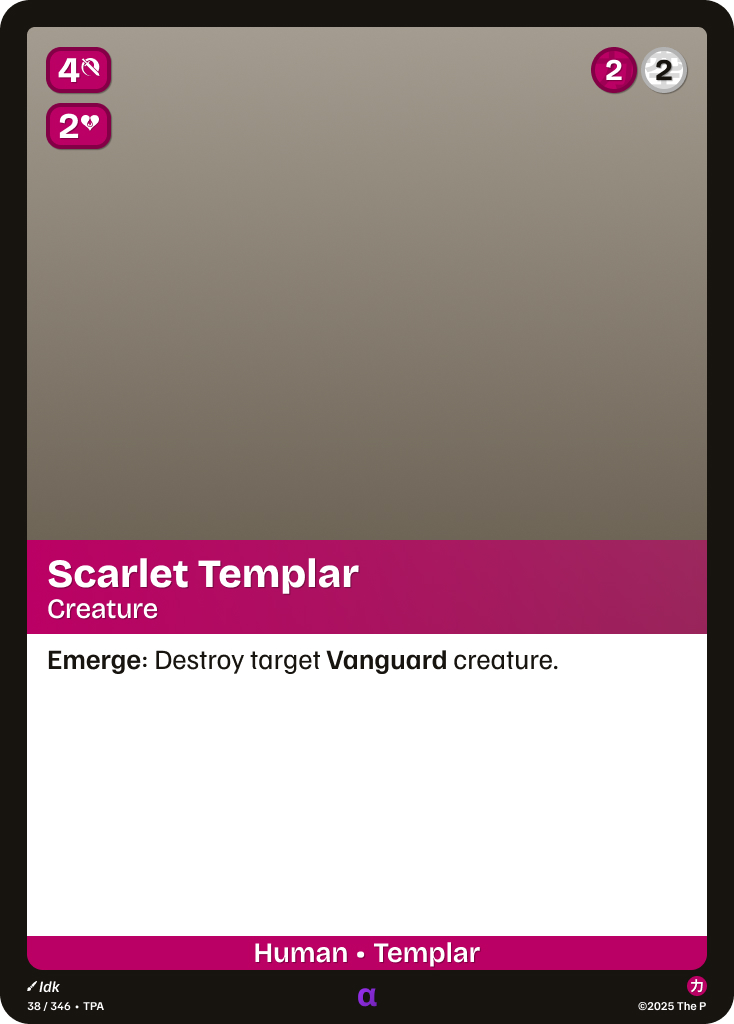 4
2 2
2
Scarlet Templar
Creature
Emerge: Destroy target Vanguard creature.
Human • Templar
Idk
38 / 346 • TPA
α
力
©2025 The P